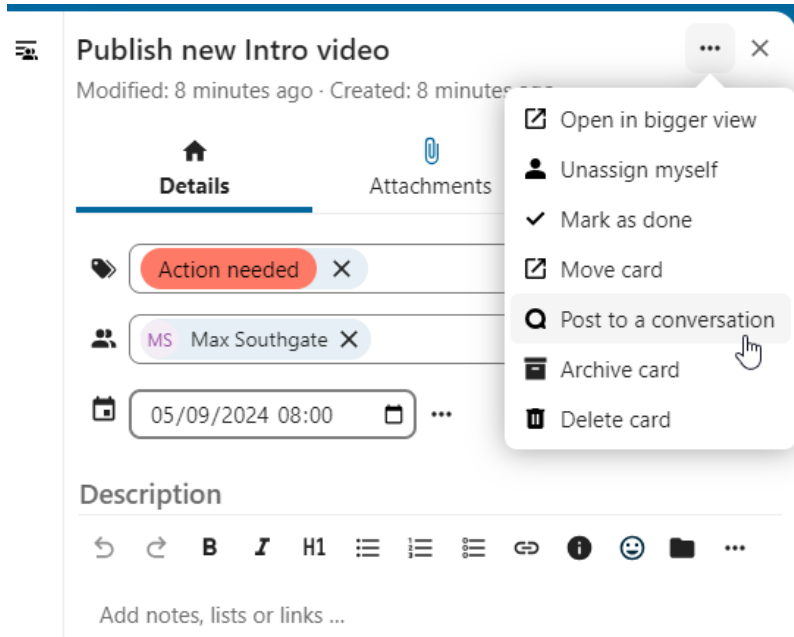 Publish new Intro video
Modified: 8 minutes ago · Created: 8 minutes
Open in bigger view
Unassign myself
Mark as done
Move card
Post to a conversation
Archive card
Delete card
Details
Attachments
Action needed
MS Max Southgate
05/09/2024 08:00
Description
B I H1
Add notes, lists or links ...